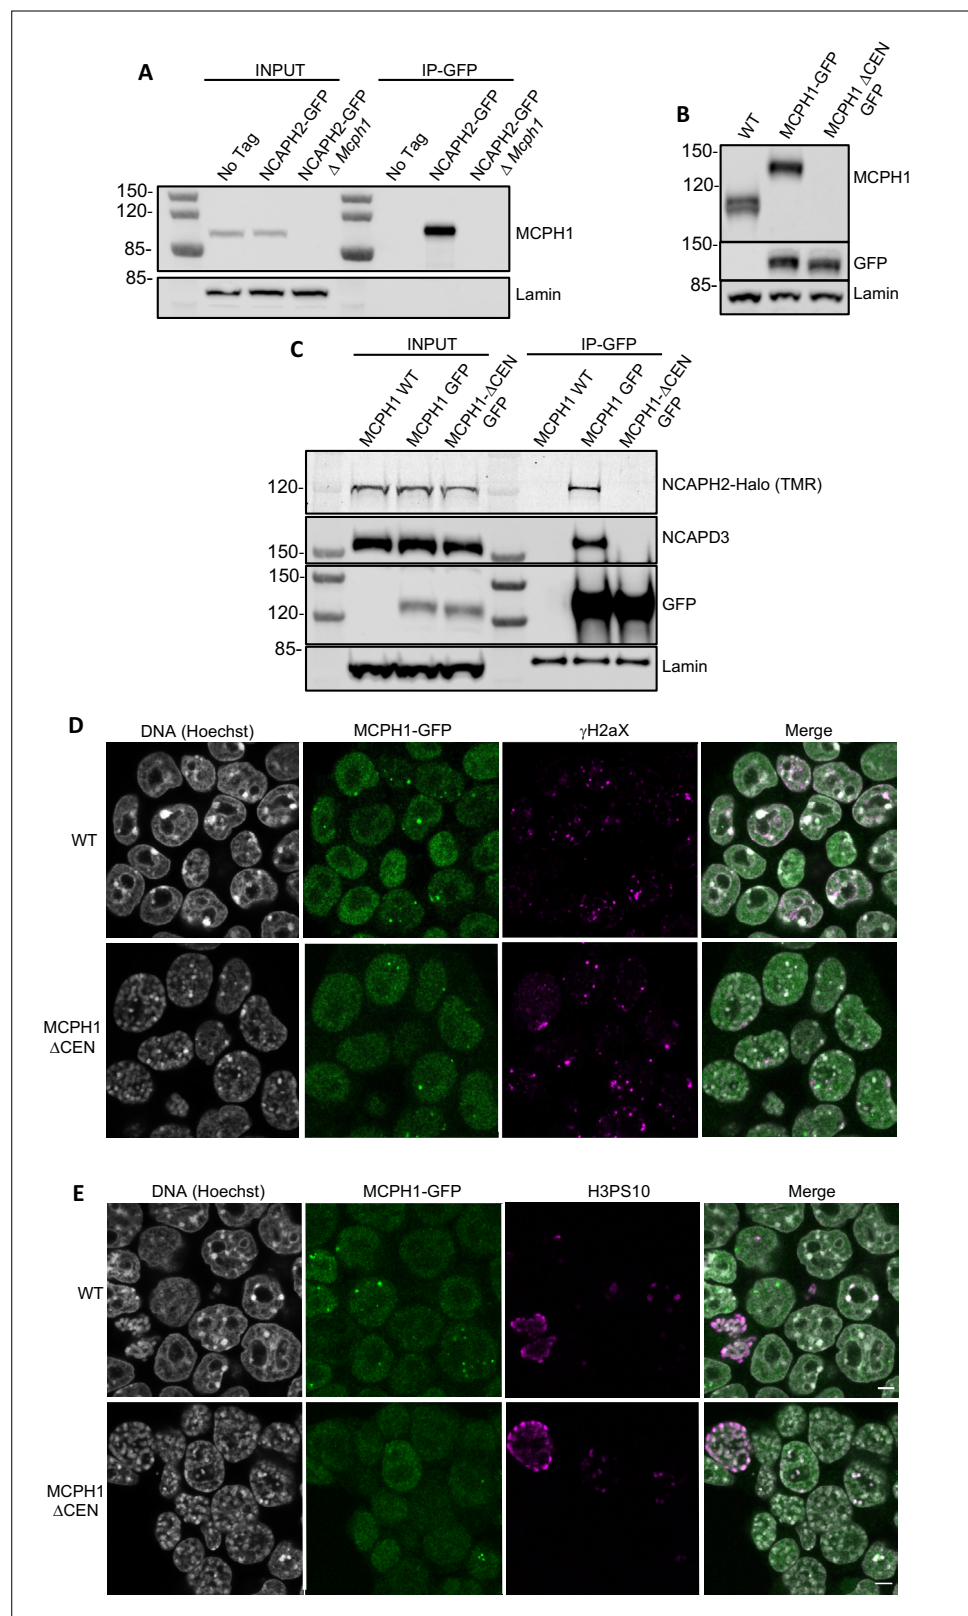 A
INPUT
IP-GFP
No Tag
NCAPH2-GFP
NCAPH2-GFP
Δ Mcph1
No Tag
NCAPH2-GFP
NCAPH2-GFP
Δ Mcph1
150-
120-
85-
85-
MCPH1
Lamin
B
WT
MCPH1-GFP
MCPH1 ΔCEN
GFP
150-
120-
150-
85-
MCPH1
GFP
Lamin
C
INPUT
IP-GFP
MCPH1 WT
MCPH1 GFP
MCPH1-ΔCEN
GFP
MCPH1 WT
MCPH1 GFP
MCPH1-ΔCEN
GFP
120-
150-
150-
120-
85-
NCAPH2-Halo (TMR)
NCAPD3
GFP
Lamin
D
DNA (Hoechst)
MCPH1-GFP
γH2aX
Merge
WT
MCPH1
ΔCEN
E
DNA (Hoechst)
MCPH1-GFP
H3PS10
Merge
WT
MCPH1
ΔCEN